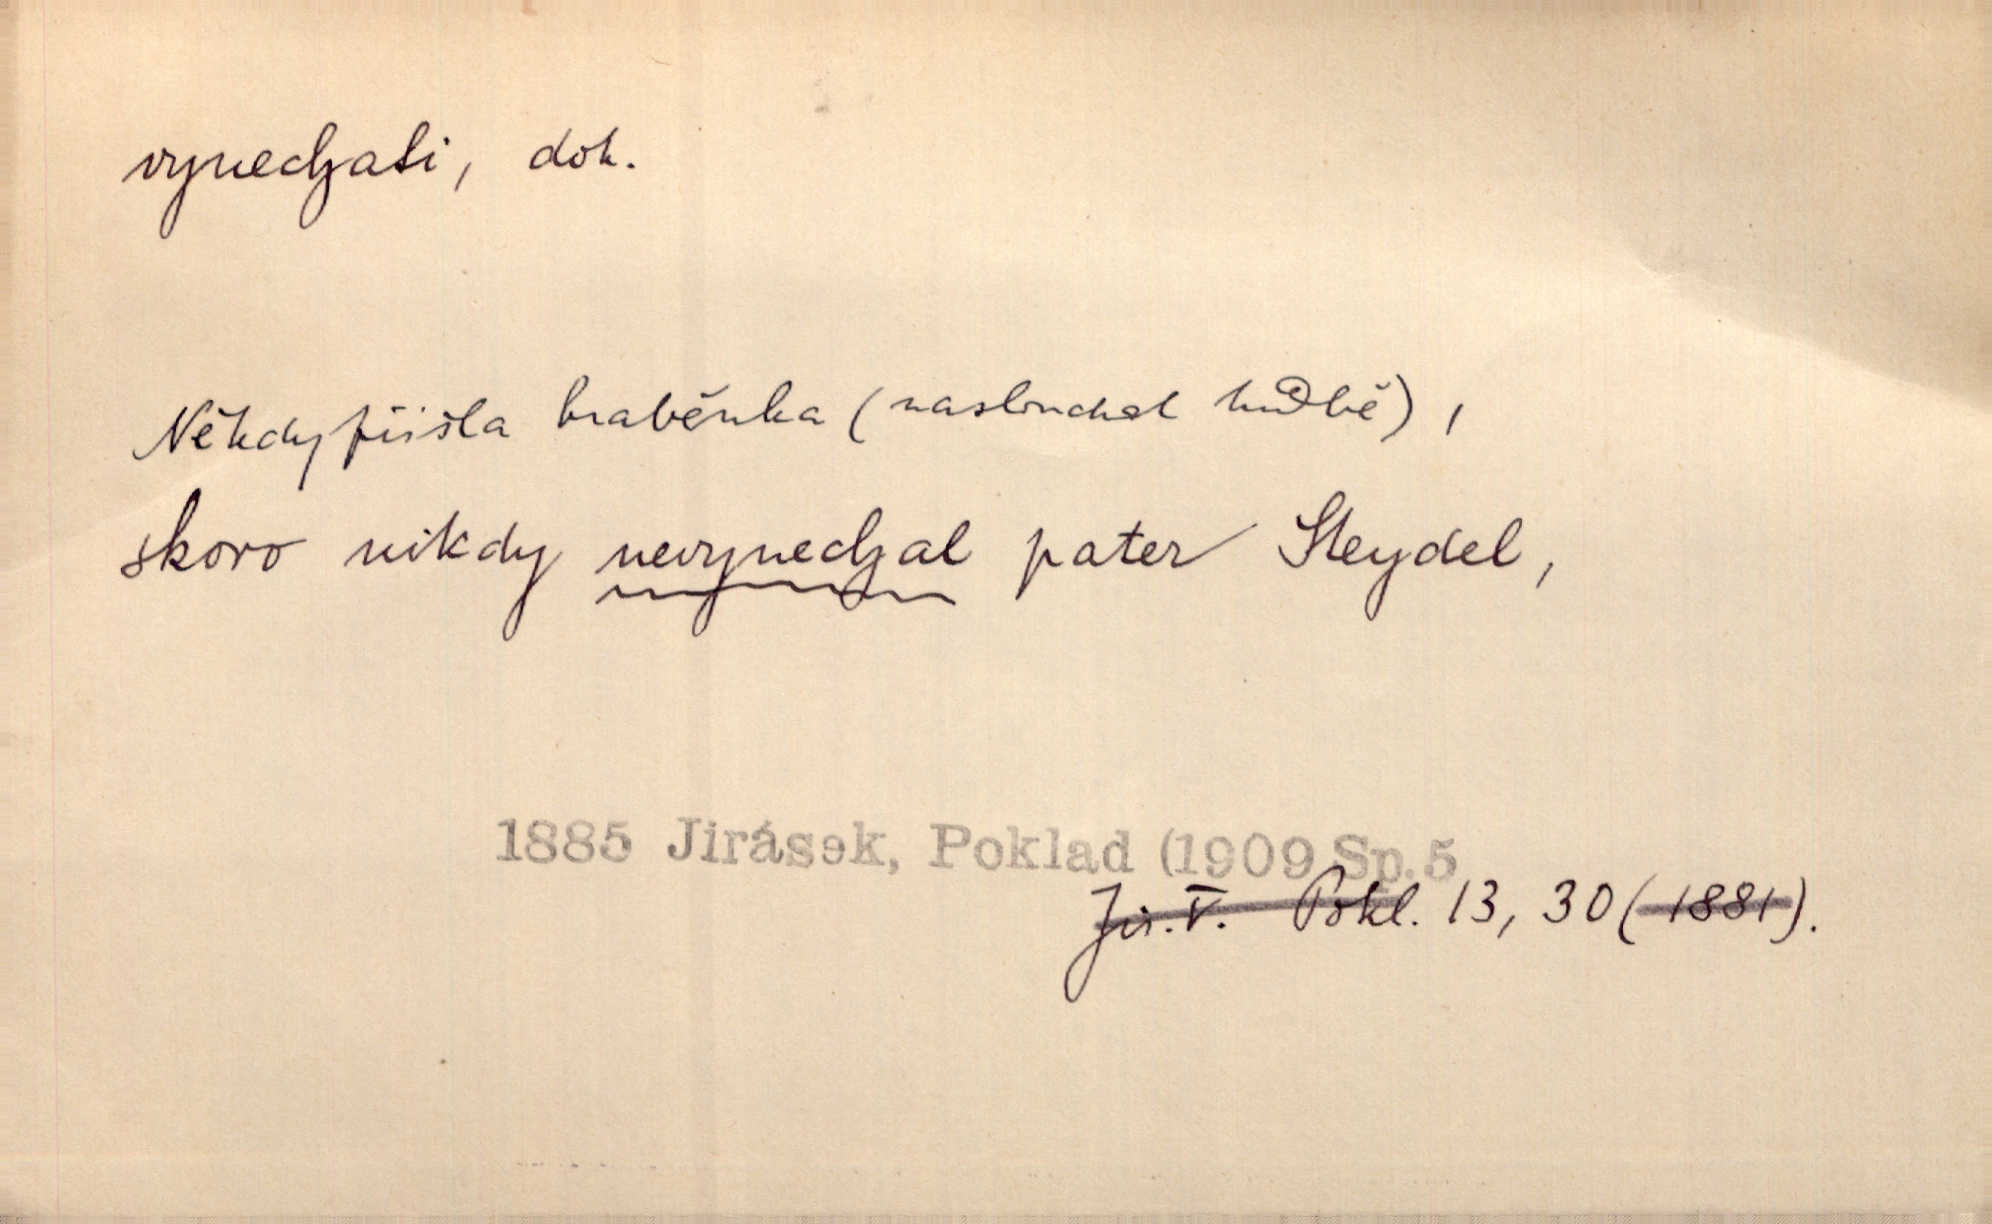 vynechati, dok.
Někdy přišla hraběnka (naslouchat hudbě),
skoro nikdy nevynechal pater Steydel,
1885 Jirásek, Poklad (1909 Sp.5
Jir. V. Pokl. 13, 30 (1881).